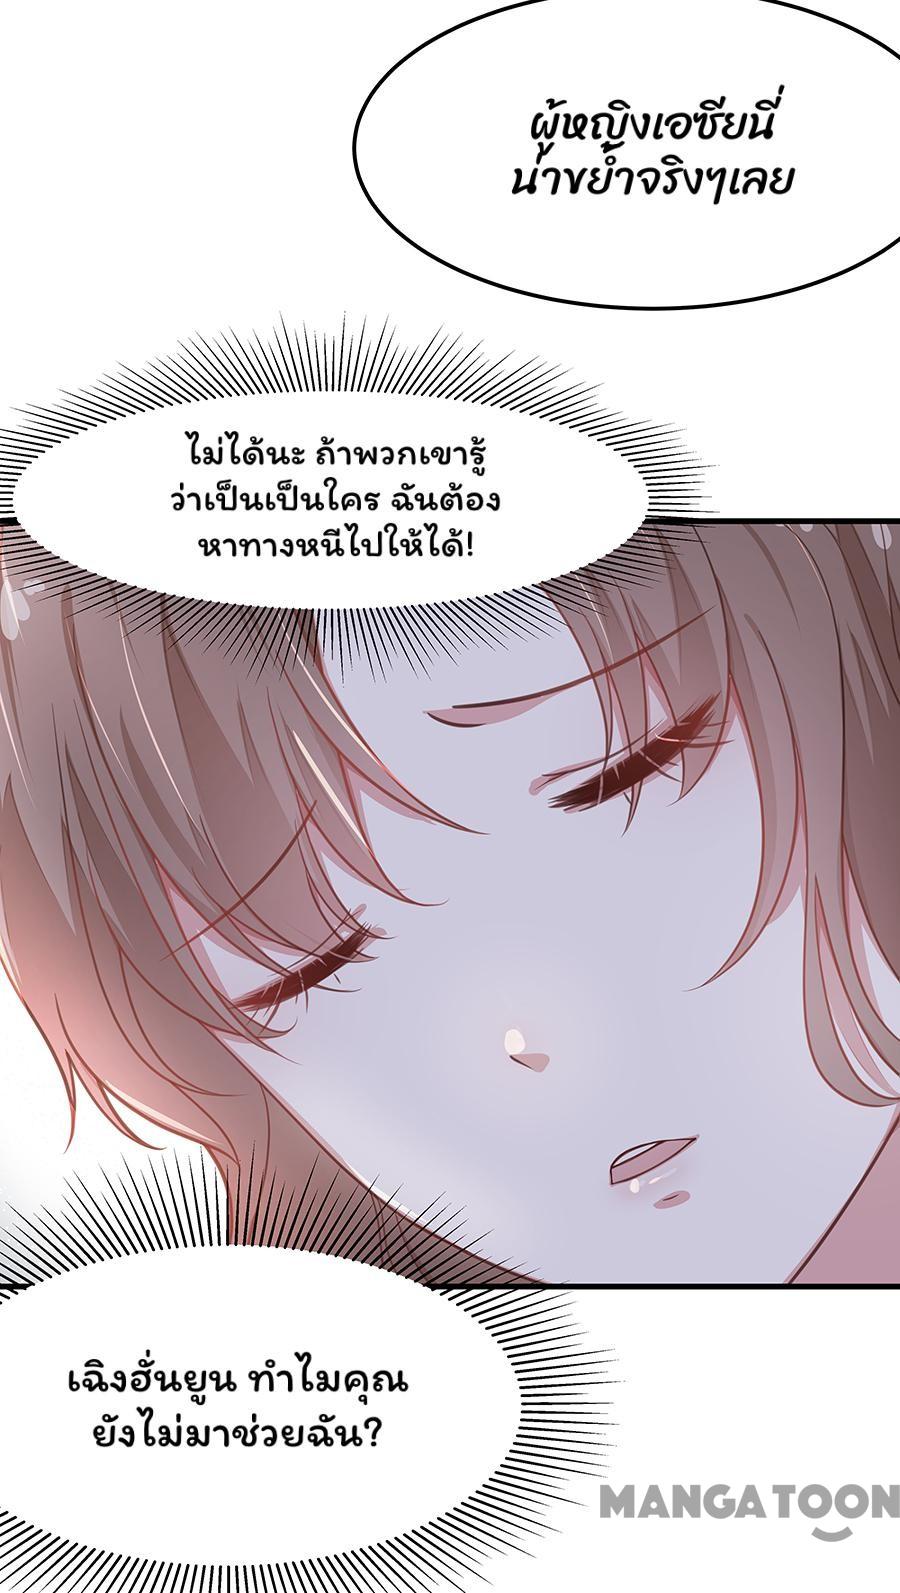 ผู้หญิงเอซียนี่
น่าขย้ำจริงๆเลย
ไม่ได้นะ ถ้าพวกเขารู้
ว่าเป็นเป็นใคร ฉันต้อง
หาทางหนีไปให้ได้!
เฉิงฮั่นยูน ทำไมคุณ
ยังไม่มาช่วยฉัน?
MANGATOON